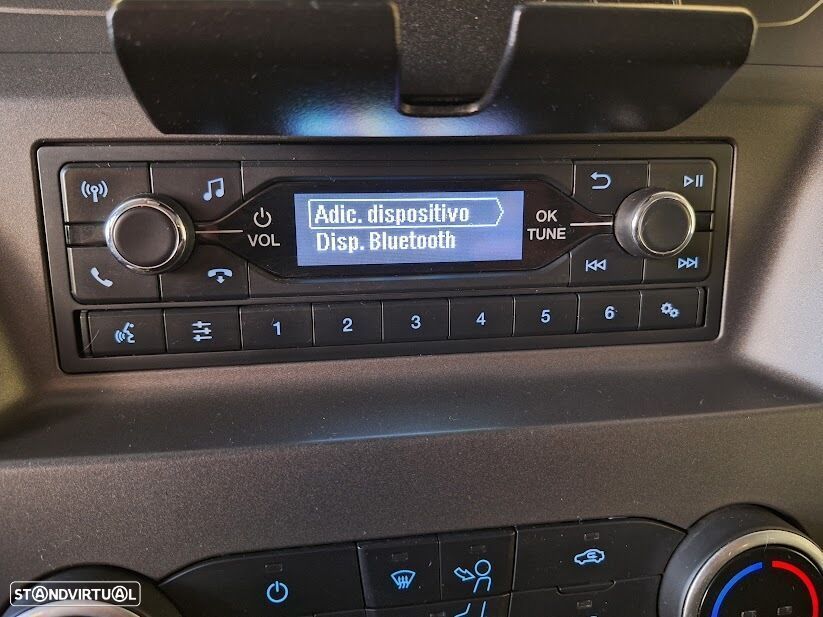 Adic. dispositivo
Disp. Bluetooth
VOL
OK
TUNE
1 2 3 4 5 6
STANDVIRTUAL